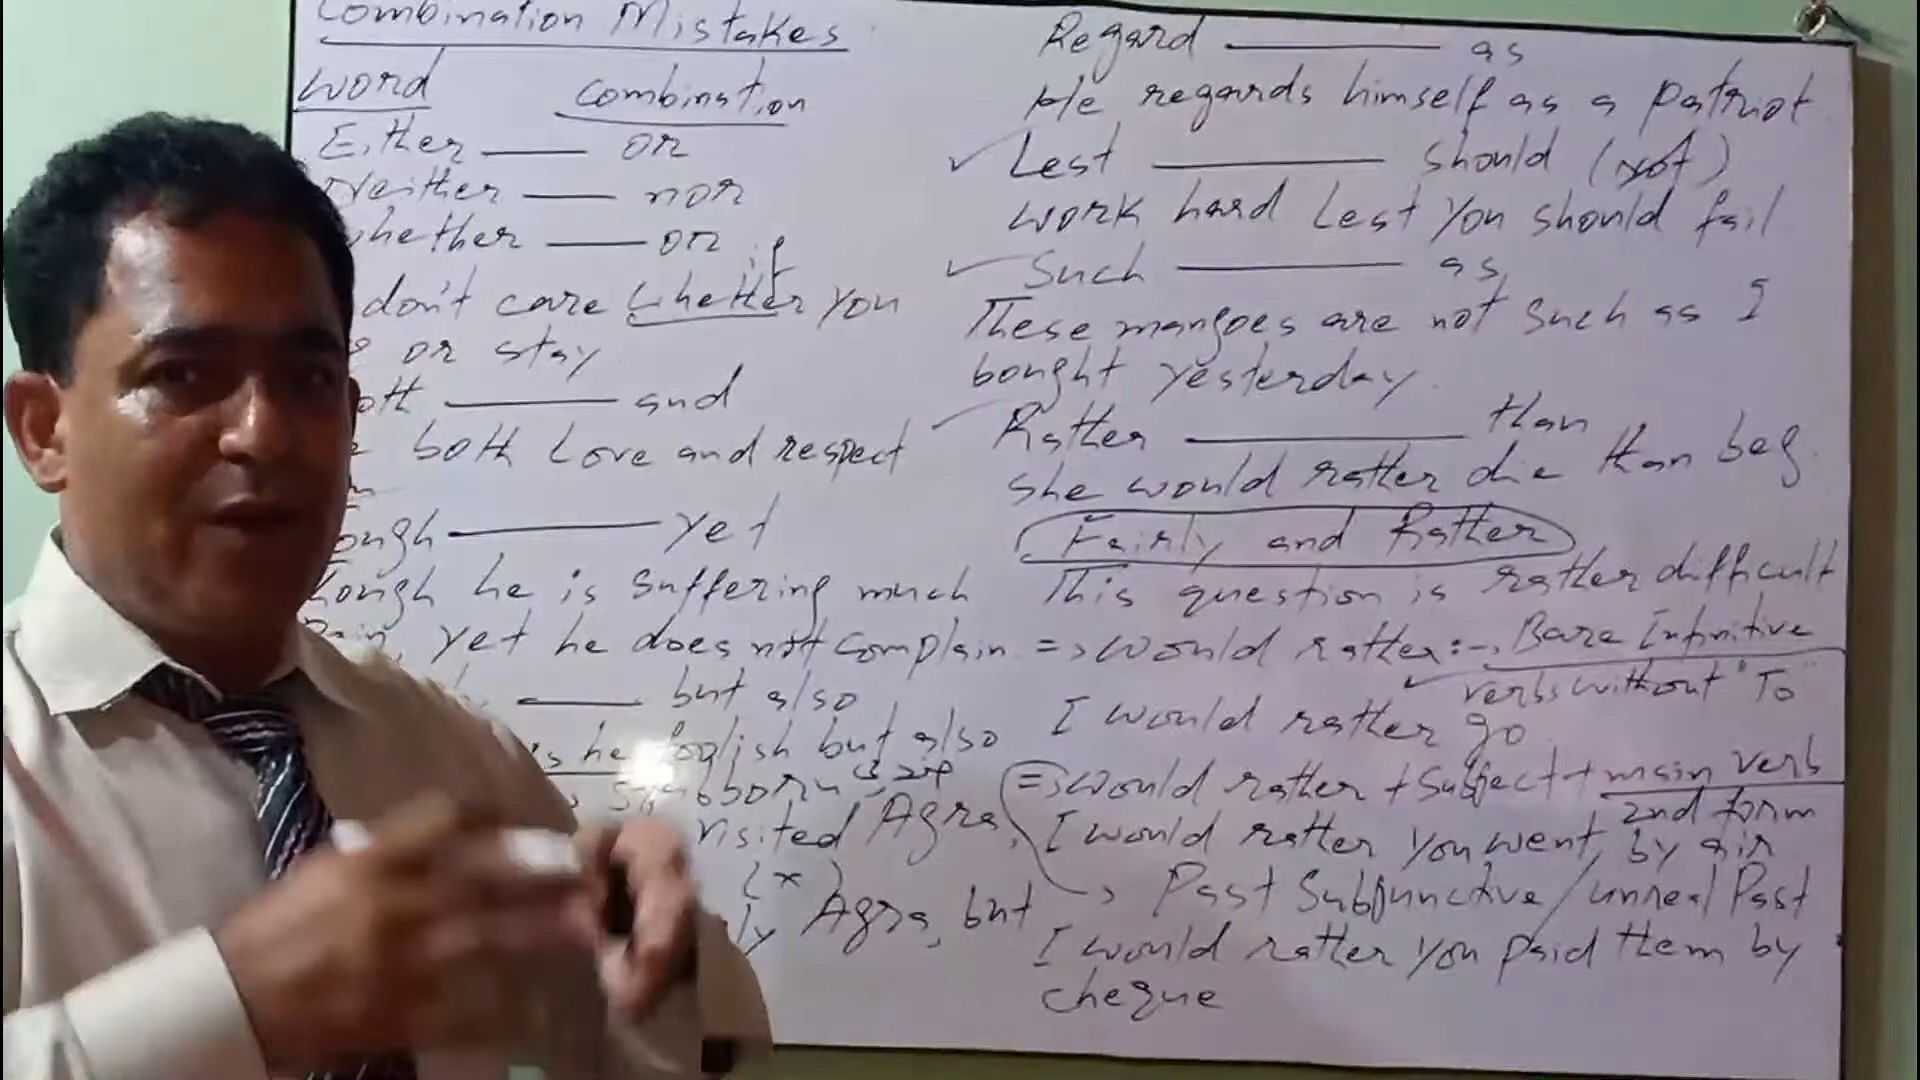 Combination Mistakes
Word combination
Either —— or
Neither —— nor
whether —— or
if
don't care whether you
or stay
—— and
both Love and respect
—— yet
he is suffering much
yet he does not complain
—— but also
is he foolish but also
visited Agra,
(x)
Agra, but
Regard —— as
He regards himself as a patriot
✓ Lest —— should (not)
work hard Lest you should fail
✓ Such —— as
These mangoes are not such as I
bought yesterday.
Rather —— than
She would rather die than beg.
Fairly and Rather
This question is rather difficult
=> would rather :- Bare Infinitive
verbs without "To"
I would rather go
=> would rather + Subject + main verb
2nd form
I would rather you went by air
→ Past Subjunctive/unreal Past
I would rather you paid them by
cheque